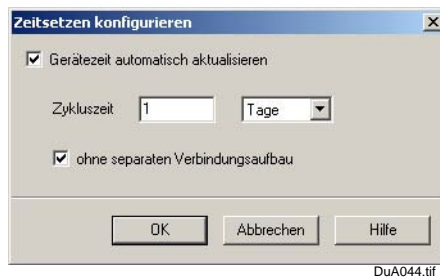 Zeitsetzen konfigurieren
Gerätezeit automatisch aktualisieren
Zykluszeit 1 Tage
ohne separaten Verbindungsaufbau
OK Abbrechen Hilfe
DuA044.tif